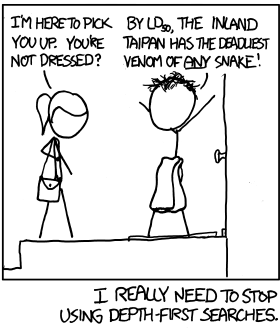 I'M HERE TO PICK
YOU UP. YOU'RE
NOT DRESSED?
BY LD50, THE INLAND
TAIPAN HAS THE DEADLIEST
VENOM OF ANY SNAKE!
I REALLY NEED TO STOP
USING DEPTH-FIRST SEARCHES.